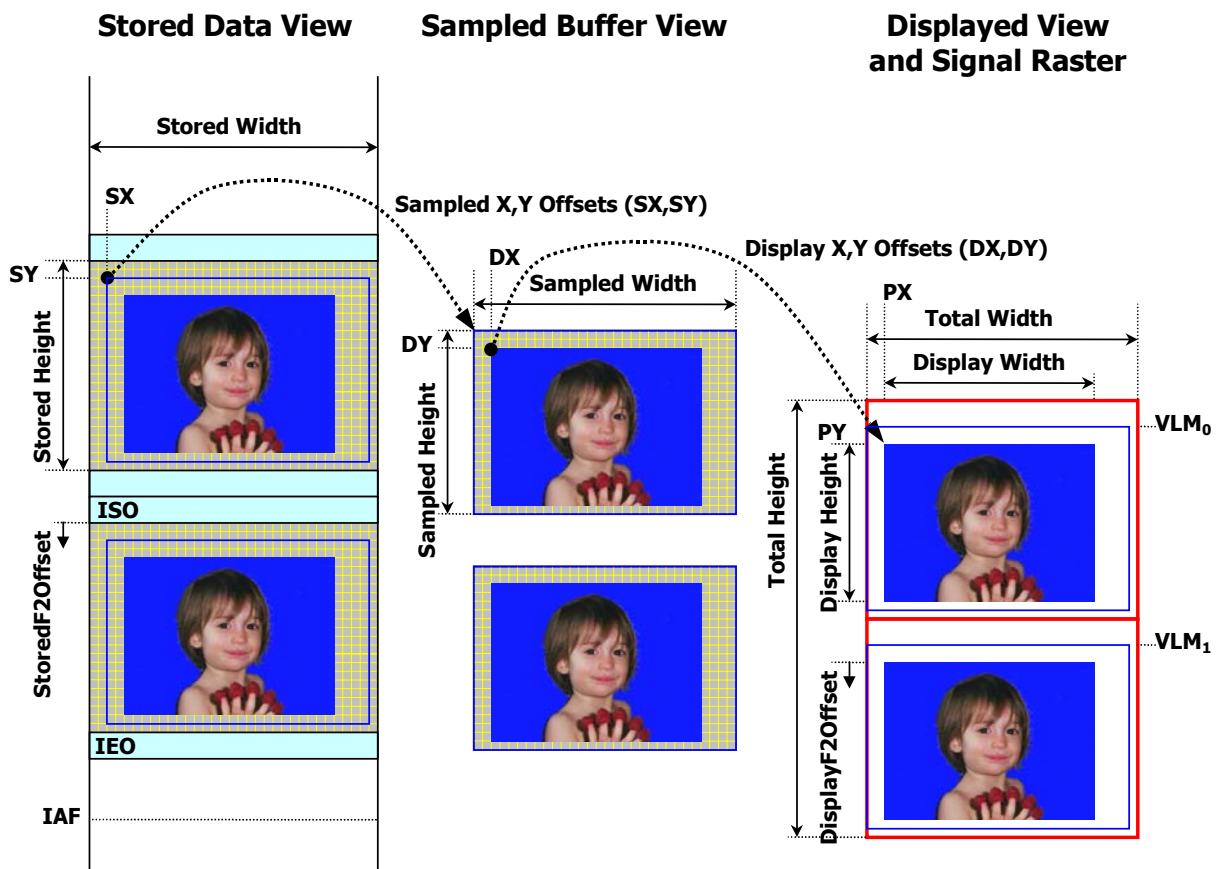 Stored Data View
Sampled Buffer View
Displayed View
and Signal Raster
Stored Width
SX
Sampled X,Y Offsets (SX,SY)
SY
DX
Display X,Y Offsets (DX,DY)
Sampled Width
PX
Total Width
DY
Display Width
Stored Height
Sampled Height
VLM₀
PY
Display Height
Total Height
ISO
StoredF2Offset
VLM₁
DisplayF2Offset
IEO
IAF